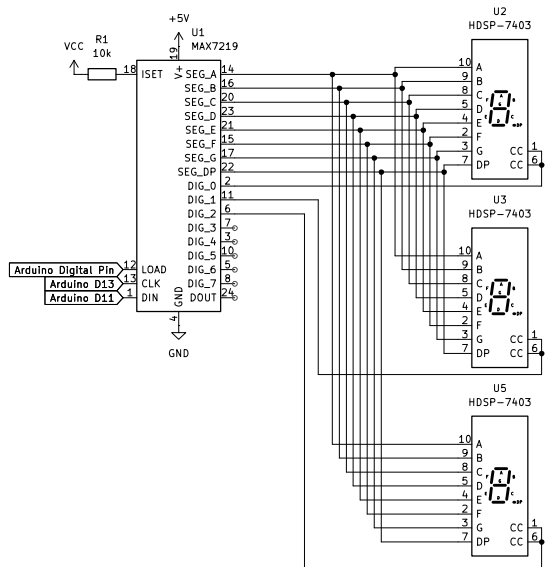 +5V
U1
MAX7219
VCC
R1
10k
18 ISET
19 V+
SEG_A 14
SEG_B 16
SEG_C 20
SEG_D 23
SEG_E 21
SEG_F 15
SEG_G 17
SEG_DP 22
DIG_0 2
DIG_1 11
DIG_2 6
DIG_3 7
DIG_4 3
DIG_5 10
DIG_6 5
DIG_7 8
DOUT 24
Arduino Digital Pin 12 LOAD
Arduino D13 13 CLK
Arduino D11 1 DIN
GND
4
GND
U2
HDSP-7403
10 A
9 B
8 C
5 D
4 E
2 F
3 G CC 1
7 DP CC 6
A
F B
G
E C
D DP
U3
HDSP-7403
10 A
9 B
8 C
5 D
4 E
2 F
3 G CC 1
7 DP CC 6
A
F B
G
E C
D DP
U5
HDSP-7403
10 A
9 B
8 C
5 D
4 E
2 F
3 G CC 1
7 DP CC 6
A
F B
G
E C
D DP